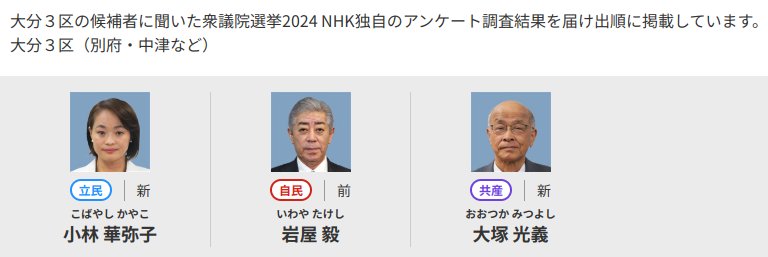 大分３区の候補者に聞いた衆議院選挙2024 NHK独自のアンケート調査結果を届け出順に掲載しています。
大分３区（別府・中津など）
立民 新
こばやし かやこ
小林 華弥子
自民 前
いわや たけし
岩屋 毅
共産 新
おおつか みつよし
大塚 光義